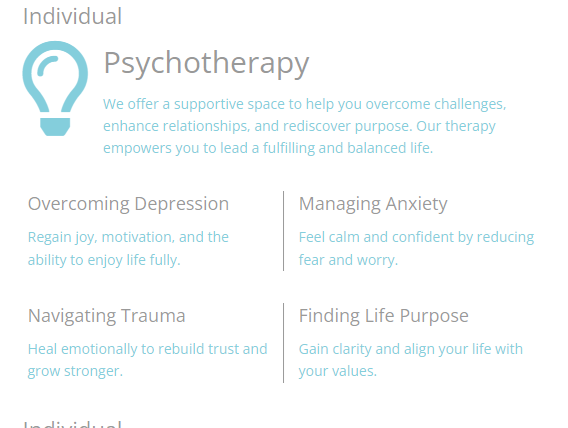 Individual
Psychotherapy
We offer a supportive space to help you overcome challenges,
enhance relationships, and rediscover purpose. Our therapy
empowers you to lead a fulfilling and balanced life.
Overcoming Depression
Regain joy, motivation, and the
ability to enjoy life fully.
Managing Anxiety
Feel calm and confident by reducing
fear and worry.
Navigating Trauma
Heal emotionally to rebuild trust and
grow stronger.
Finding Life Purpose
Gain clarity and align your life with
your values.
Individual